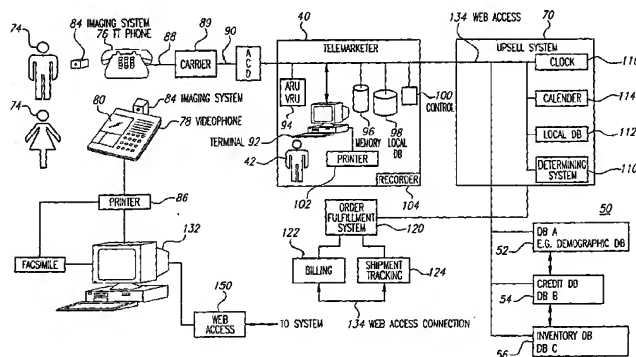 84 IMAGING SYSTEM
76 TT PHONE
74
88
89
CARRIER
90
A
C
D
40
TELEMARKETER
134 WEB ACCESS
70
UPSELL SYSTEM
CLOCK
116
CALENDER
114
LOCAL DB
112
DETERMINING
SYSTEM
110
ARU
VRU
94
TERMINAL 92
42
96
MEMORY
98
LOCAL
DB
100
CONTROL
PRINTER
102
RECORDER
104
74
80
84 IMAGING SYSTEM
78 VIDEOPHONE
PRINTER
86
132
FACSIMILE
150
WEB
ACCESS
TO SYSTEM
ORDER
FULFILLMENT
SYSTEM
120
122
BILLING
SHIPMENT
TRACKING
124
134 WEB ACCESS CONNECTION
50
DB A
E.G. DEMOGRAPHIC DB
52
CREDIT DB
DB B
54
INVENTORY DB
DB C
56